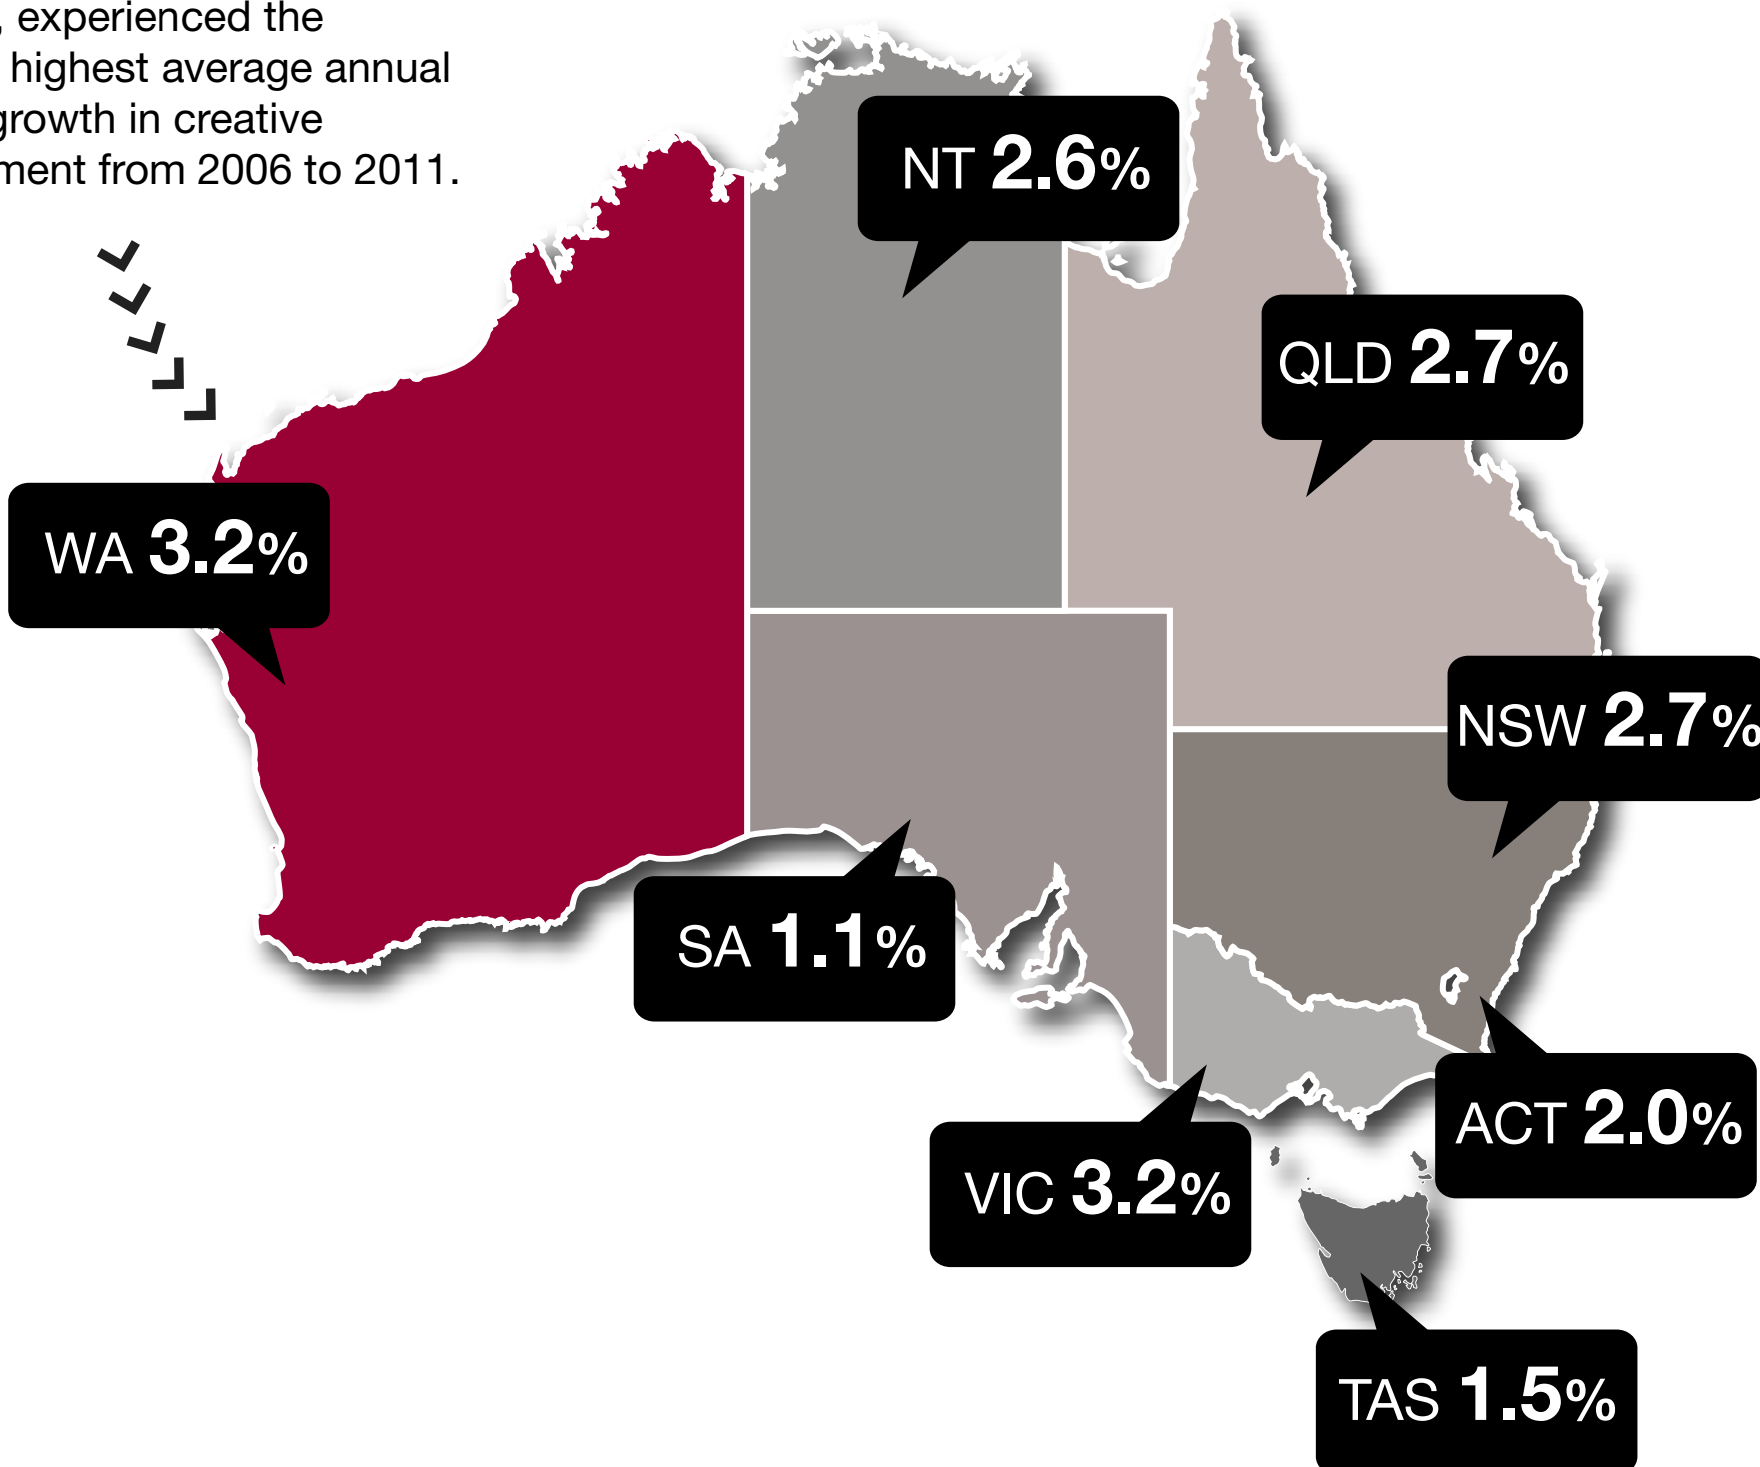 , experienced the
highest average annual
growth in creative
ment from 2006 to 2011.
NT 2.6%
QLD 2.7%
WA 3.2%
NSW 2.7%
SA 1.1%
ACT 2.0%
VIC 3.2%
TAS 1.5%